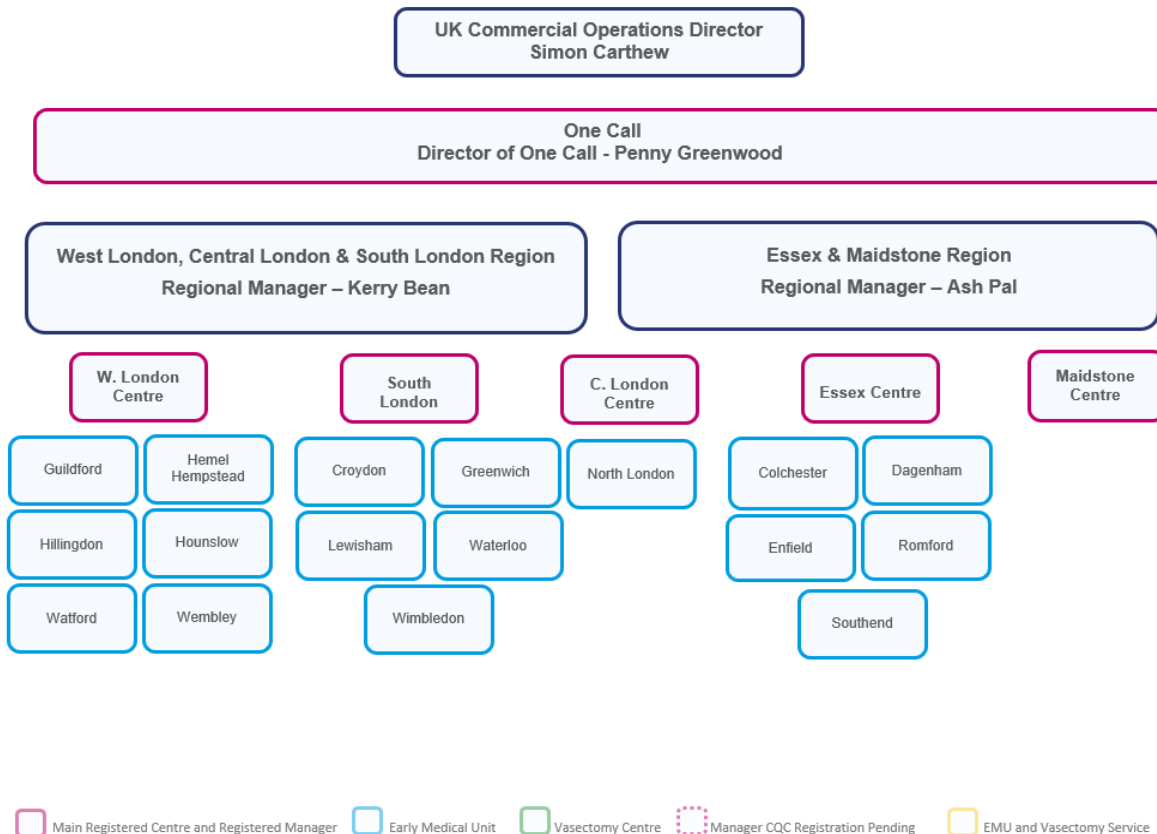 UK Commercial Operations Director
Simon Carthew
One Call
Director of One Call - Penny Greenwood
West London, Central London & South London Region
Regional Manager – Kerry Bean
Essex & Maidstone Region
Regional Manager – Ash Pal
W. London
Centre
South
London
C. London
Centre
Essex Centre
Maidstone
Centre
Guildford
Hemel
Hempstead
Croydon
Greenwich
North London
Colchester
Dagenham
Hillingdon
Hounslow
Lewisham
Waterloo
Enfield
Romford
Watford
Wembley
Wimbledon
Southend
Main Registered Centre and Registered Manager
Early Medical Unit
Vasectomy Centre
Manager CQC Registration Pending
EMU and Vasectomy Service